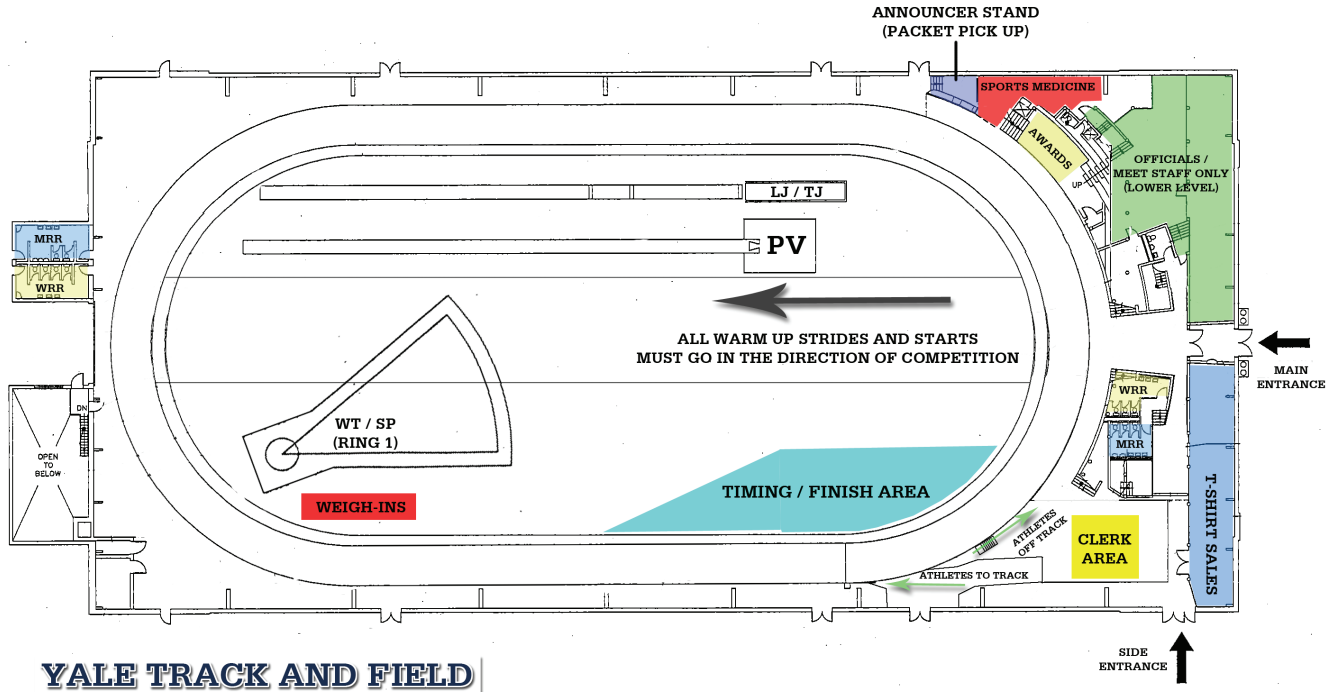 ANNOUNCER STAND
(PACKET PICK UP)
SPORTS MEDICINE
AWARDS
UP
OFFICIALS /
MEET STAFF ONLY
(LOWER LEVEL)
LJ / TJ
PV
MRR
WRR
ALL WARM UP STRIDES AND STARTS
MUST GO IN THE DIRECTION OF COMPETITION
MAIN
ENTRANCE
WRR
MRR
DN
OPEN
TO
BELOW
WT / SP
(RING 1)
WEIGH-INS
TIMING / FINISH AREA
T-SHIRT SALES
ATHLETES
OFF TRACK
CLERK
AREA
ATHLETES TO TRACK
SIDE
ENTRANCE
YALE TRACK AND FIELD